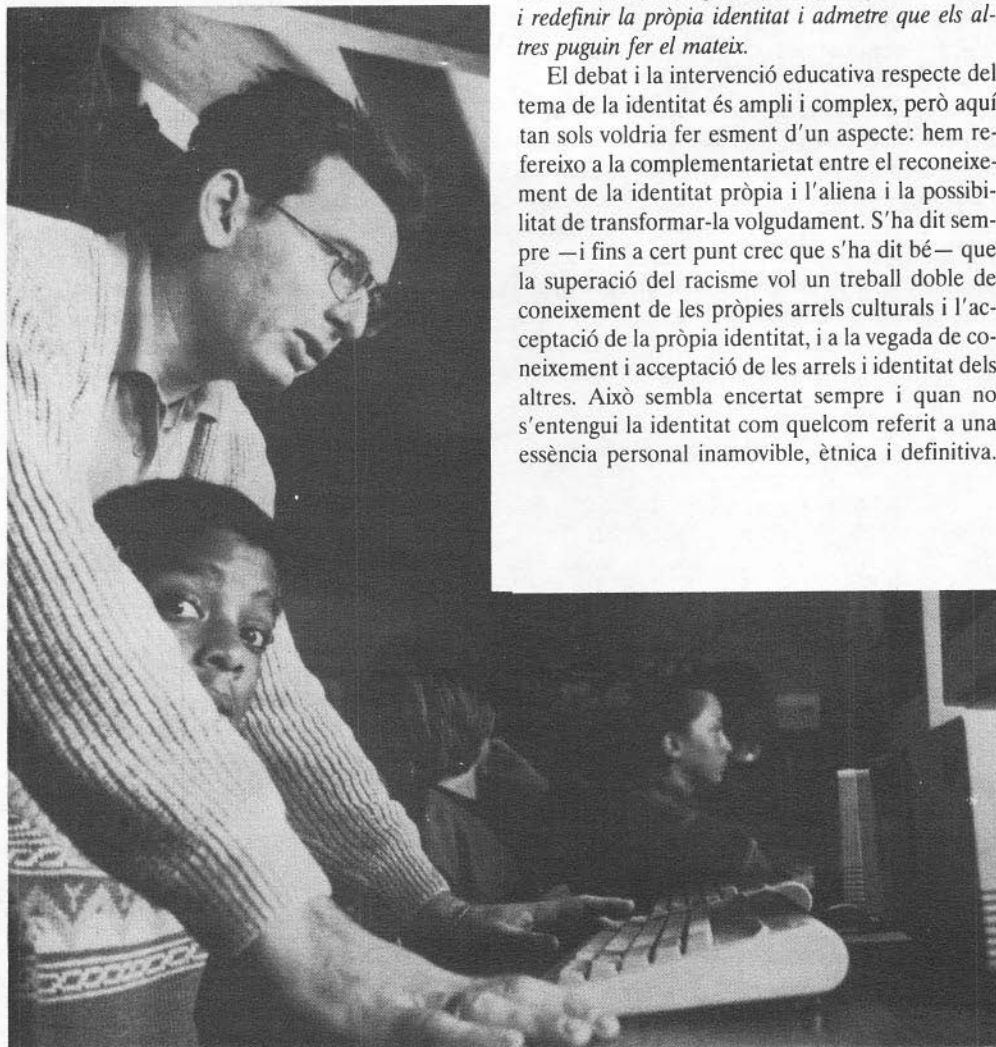 i redefinir la pròpia identitat i admetre que els al-
tres puguin fer el mateix.
El debat i la intervenció educativa respecte del
tema de la identitat és ampli i complex, però aquí
tan sols voldria fer esment d'un aspecte: hem re-
fereixo a la complementarietat entre el reconeixe-
ment de la identitat pròpia i l'aliena i la possibi-
litat de transformar-la volgudament. S'ha dit sem-
pre —i fins a cert punt crec que s'ha dit bé— que
la superació del racisme vol un treball doble de
coneixement de les pròpies arrels culturals i l'ac-
ceptació de la pròpia identitat, i a la vegada de co-
neixement i acceptació de les arrels i identitat dels
altres. Això sembla encertat sempre i quan no
s'entengui la identitat com quelcom referit a una
essència personal inamovible, ètnica i definitiva.